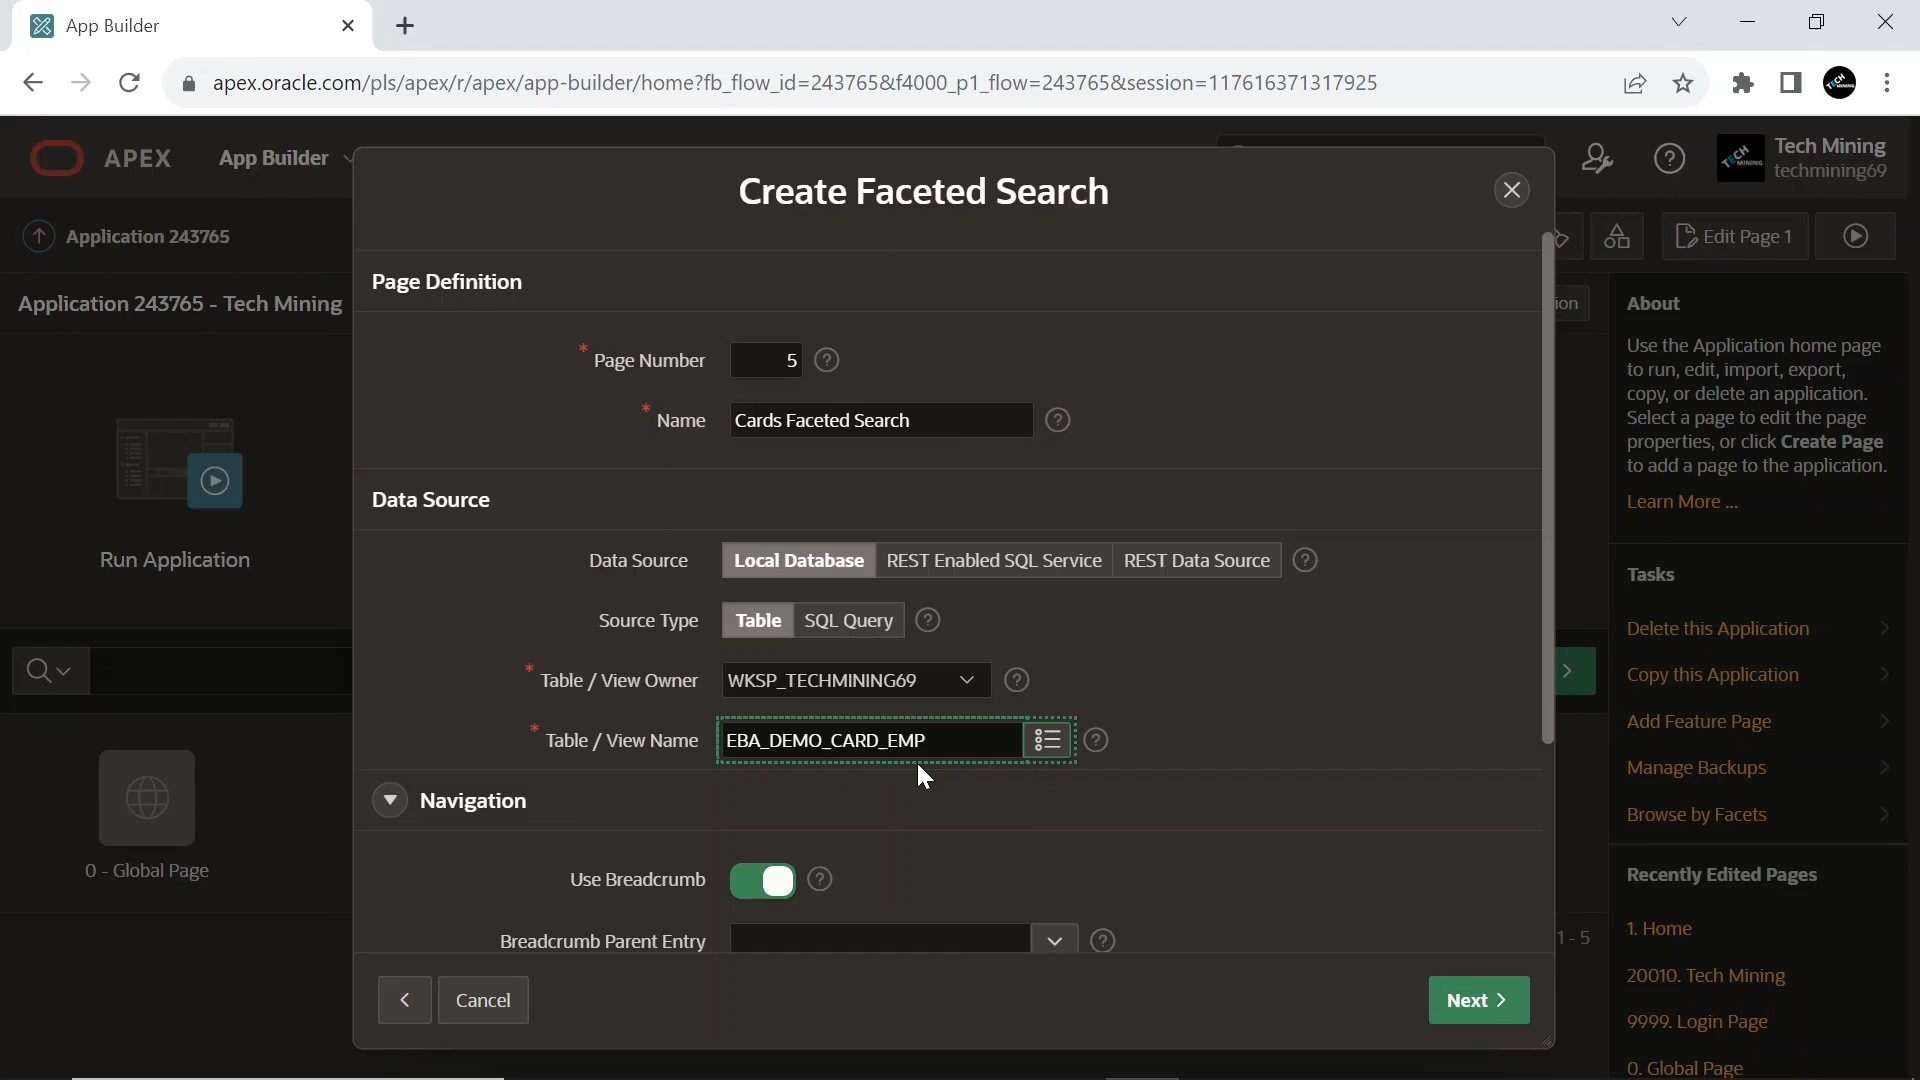 App Builder
apex.oracle.com/pls/apex/r/apex/app-builder/home?fb_flow_id=243765&f4000_p1_flow=243765&session=117616371317925
APEX
App Builder
TECH MINING
Tech Mining
techmining69
Application 243765
Edit Page 1
Application 243765 - Tech Mining
Run Application
0 - Global Page
Create Faceted Search
Page Definition
* Page Number
5
* Name
Cards Faceted Search
Data Source
Data Source
Local Database
REST Enabled SQL Service
REST Data Source
Source Type
Table
SQL Query
* Table / View Owner
WKSP_TECHMINING69
* Table / View Name
EBA_DEMO_CARD_EMP
Navigation
Use Breadcrumb
Breadcrumb Parent Entry
Cancel
Next
ion
1 - 5
About
Use the Application home page
to run, edit, import, export,
copy, or delete an application.
Select a page to edit the page
properties, or click Create Page
to add a page to the application.
Learn More ...
Tasks
Delete this Application
Copy this Application
Add Feature Page
Manage Backups
Browse by Facets
Recently Edited Pages
1. Home
20010. Tech Mining
9999. Login Page
0. Global Page